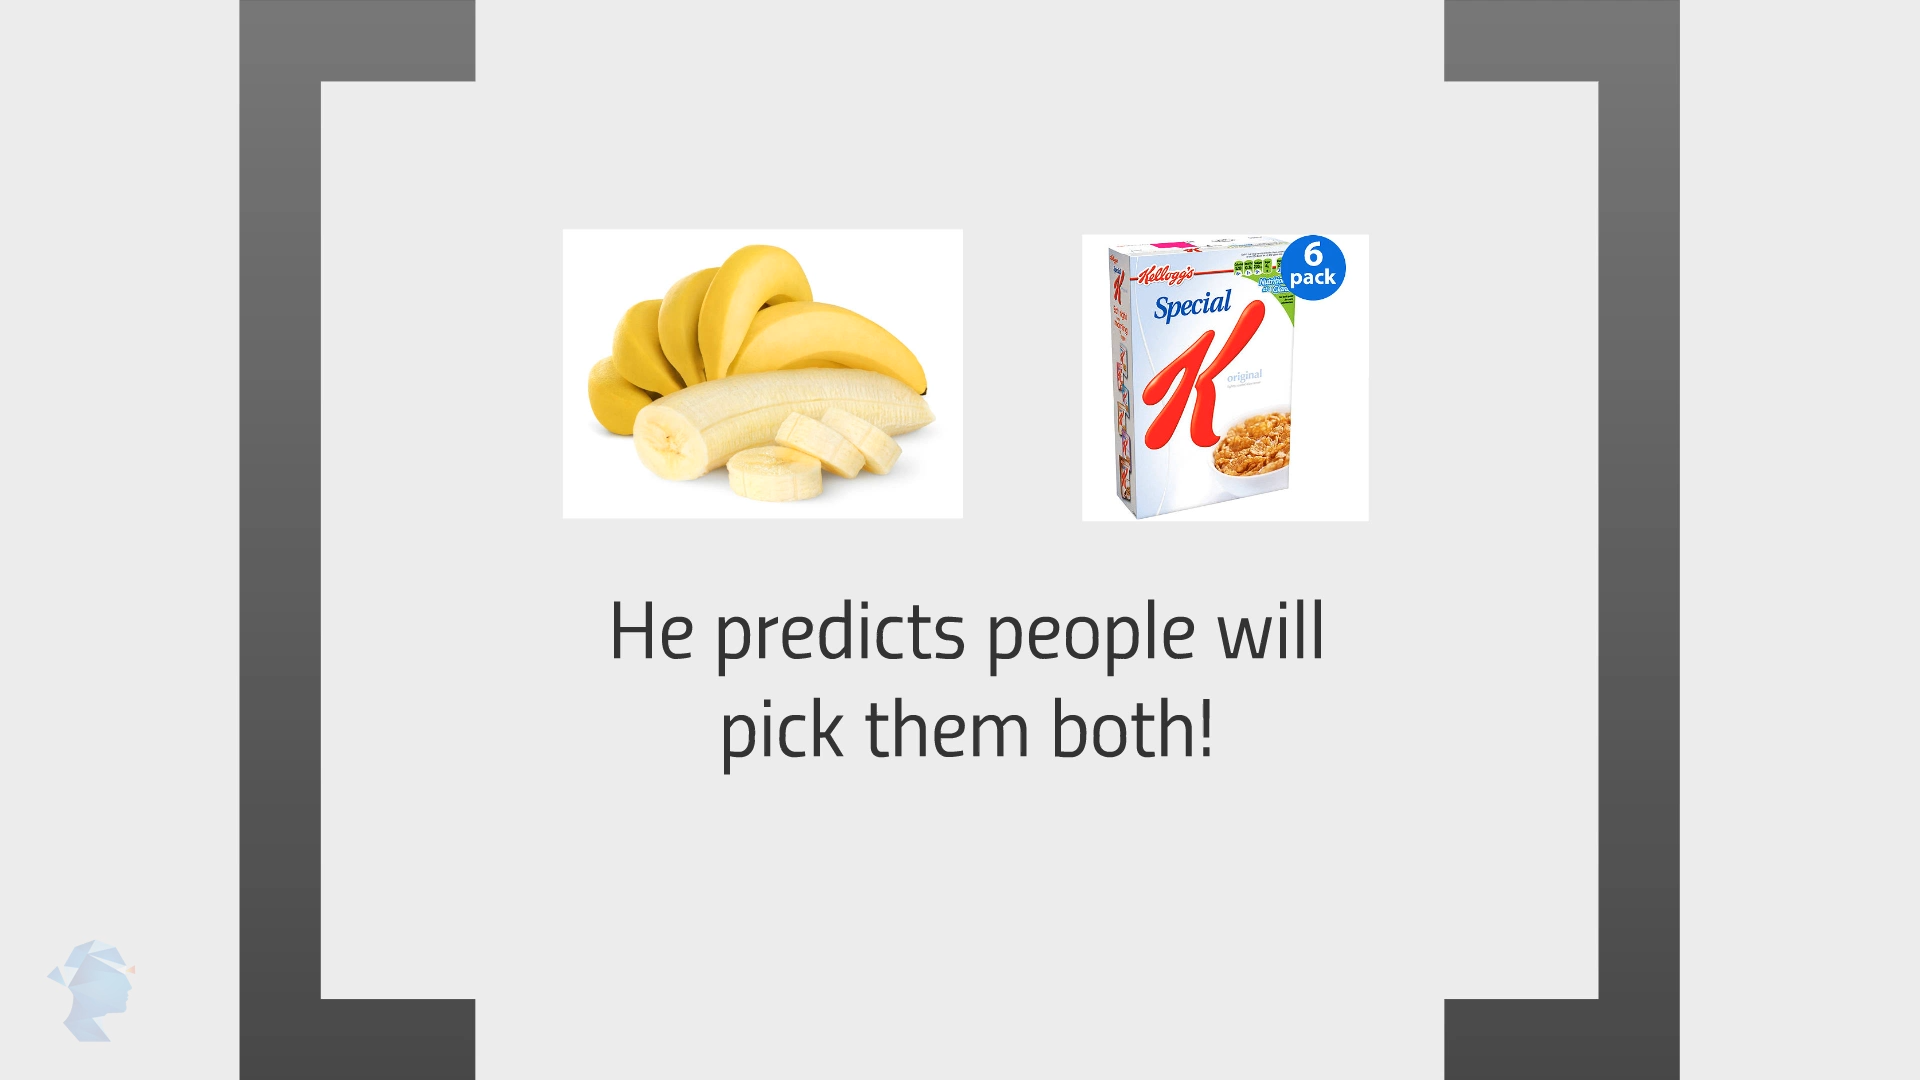 6
pack
Kellogg's
Special
K
original
He predicts people will
pick them both!